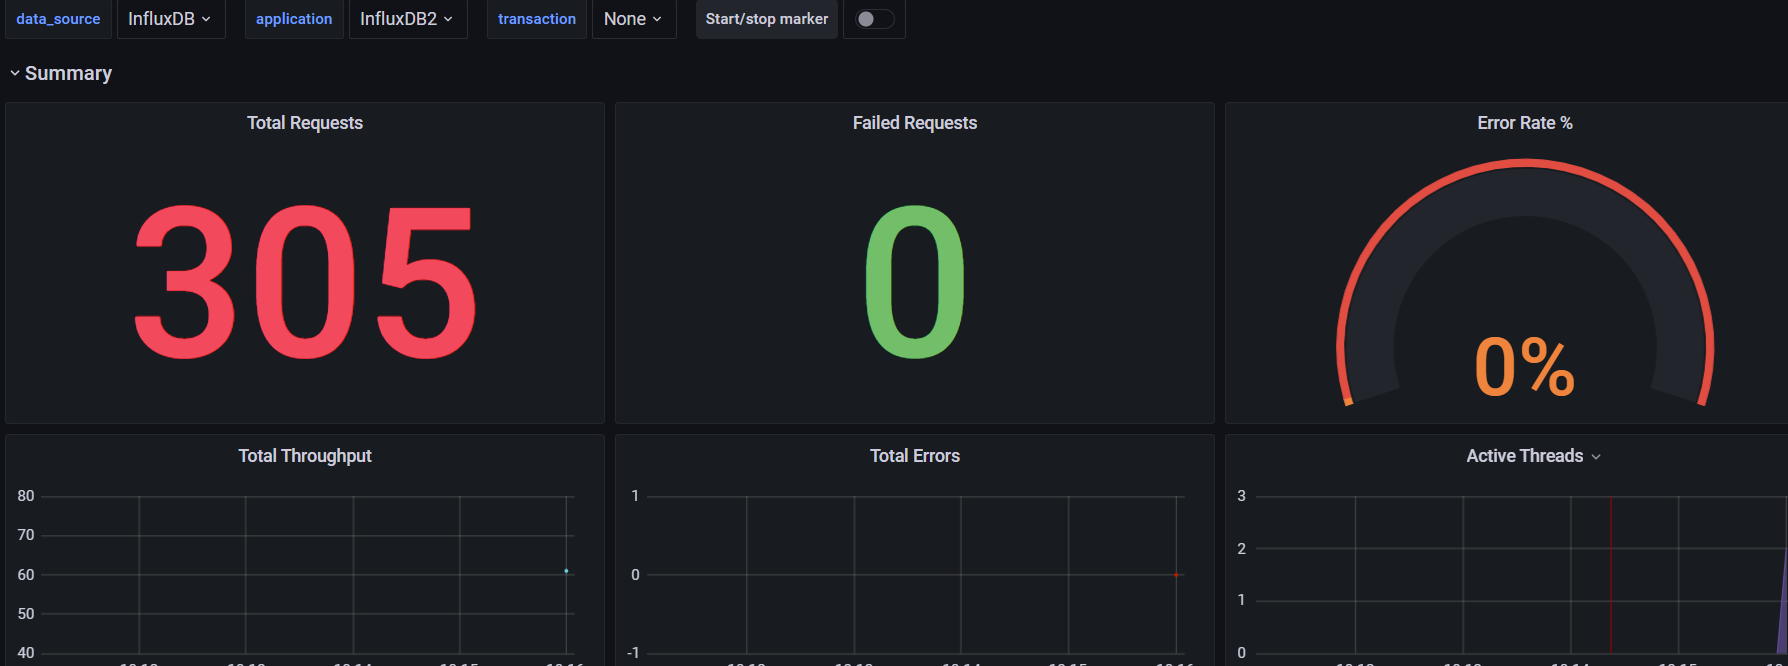 data_source InfluxDB application InfluxDB2 transaction None Start/stop marker
Summary
Total Requests
305
Failed Requests
0
Error Rate %
0%
Total Throughput
80
70
60
50
40
Total Errors
1
0
-1
Active Threads
3
2
1
0